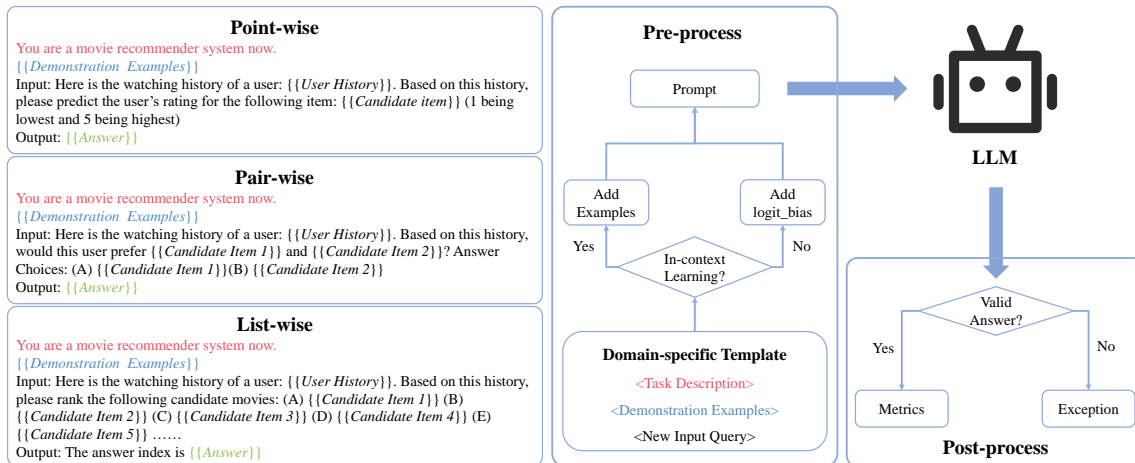 Point-wise
You are a movie recommender system now.
{{Demonstration Examples}}
Input: Here is the watching history of a user: {{User History}}. Based on this history,
please predict the user's rating for the following item: {{Candidate item}} (1 being
lowest and 5 being highest)
Output: {{Answer}}
Pair-wise
You are a movie recommender system now.
{{Demonstration Examples}}
Input: Here is the watching history of a user: {{User History}}. Based on this history,
would this user prefer {{Candidate Item 1}} and {{Candidate Item 2}}? Answer
Choices: (A) {{Candidate Item 1}}(B) {{Candidate Item 2}}
Output: {{Answer}}
List-wise
You are a movie recommender system now.
{{Demonstration Examples}}
Input: Here is the watching history of a user: {{User History}}. Based on this history,
please rank the following candidate movies: (A) {{Candidate Item 1}} (B)
{{Candidate Item 2}} (C) {{Candidate Item 3}} (D) {{Candidate Item 4}} (E)
{{Candidate Item 5}} ……
Output: The answer index is {{Answer}}
Pre-process
Prompt
Add
Examples
Add
logit_bias
Yes
No
In-context
Learning?
Domain-specific Template
<Task Description>
<Demonstration Examples>
<New Input Query>
LLM
Valid
Answer?
Yes
No
Metrics
Exception
Post-process